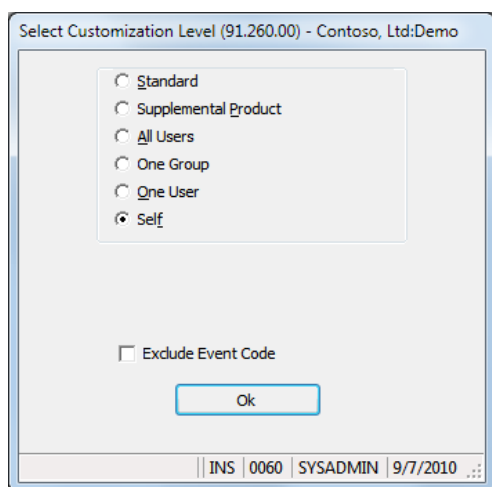 Select Customization Level (91.260.00) - Contoso, Ltd:Demo
Standard
Supplemental Product
All Users
One Group
One User
Self
Exclude Event Code
Ok
INS 0060 SYSADMIN 9/7/2010